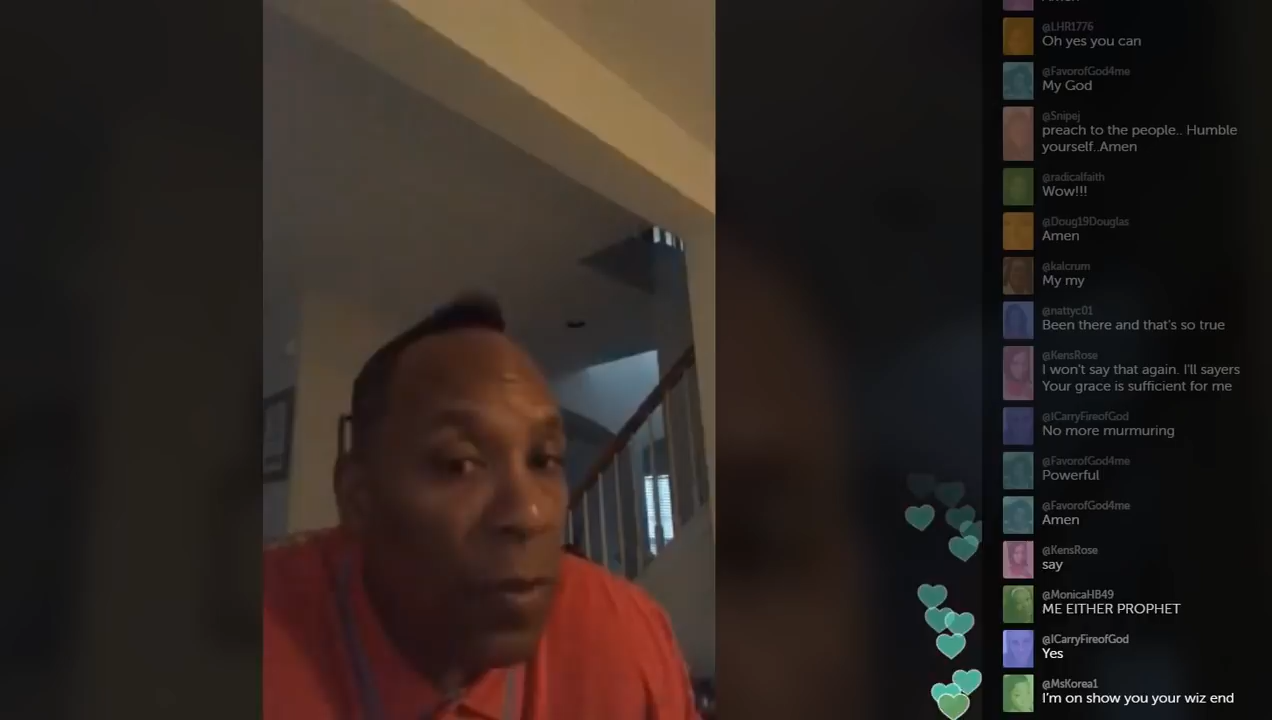 @LHR1776
Oh yes you can
@FavorofGod4me
My God
@Snipej
preach to the people.. Humble
yourself..Amen
@radicalfaith
Wow!!!
@Doug19Douglas
Amen
@kalcrum
My my
@nattyc01
Been there and that's so true
@KensRose
I won't say that again. I'll sayers
Your grace is sufficient for me
@ICarryFireofGod
No more murmuring
@FavorofGod4me
Powerful
@FavorofGod4me
Amen
@KensRose
say
@MonicaHB49
ME EITHER PROPHET
@ICarryFireofGod
Yes
@MsKorea1
I'm on show you your wiz end